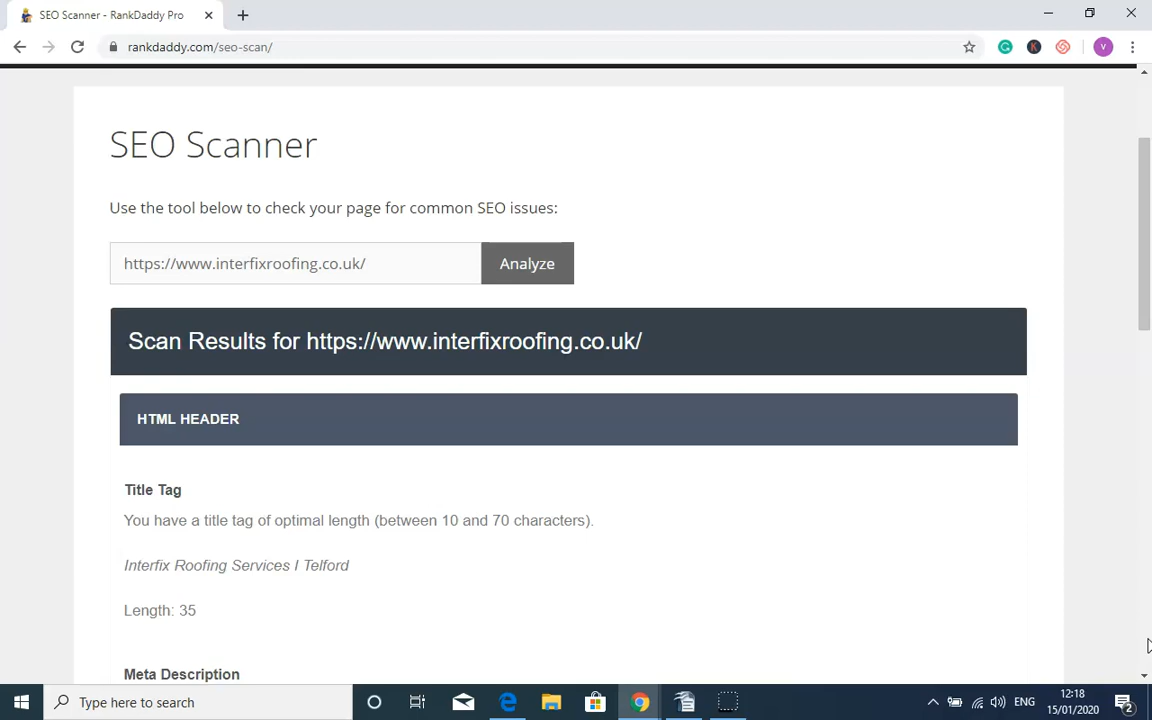 SEO Scanner - RankDaddy Pro
rankdaddy.com/seo-scan/
K
V
SEO Scanner
Use the tool below to check your page for common SEO issues:
https://www.interfixroofing.co.uk/
Analyze
Scan Results for https://www.interfixroofing.co.uk/
HTML HEADER
Title Tag
You have a title tag of optimal length (between 10 and 70 characters).
Interfix Roofing Services I Telford
Length: 35
Meta Description
Type here to search
ENG
12:18
15/01/2020
2